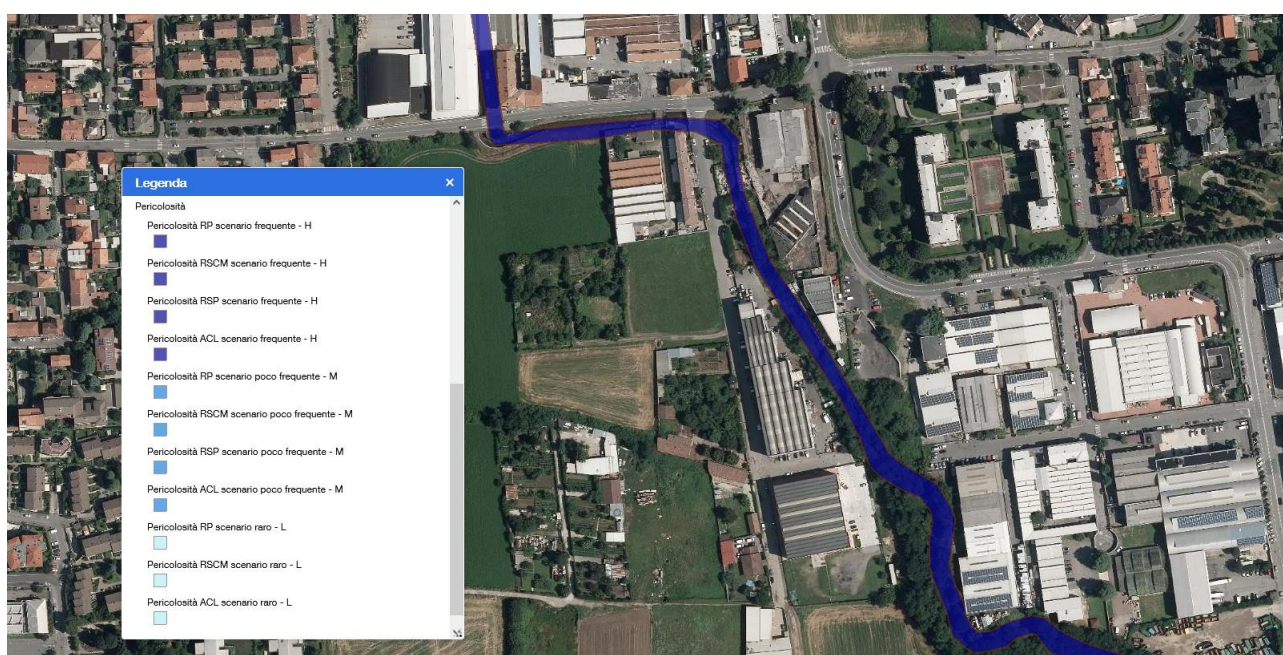 Legenda
×
Pericolosità
Pericolosità RP scenario frequente - H
Pericolosità RSCM scenario frequente - H
Pericolosità RSP scenario frequente - H
Pericolosità ACL scenario frequente - H
Pericolosità RP scenario poco frequente - M
Pericolosità RSCM scenario poco frequente - M
Pericolosità RSP scenario poco frequente - M
Pericolosità ACL scenario poco frequente - M
Pericolosità RP scenario raro - L
Pericolosità RSCM scenario raro - L
Pericolosità ACL scenario raro - L